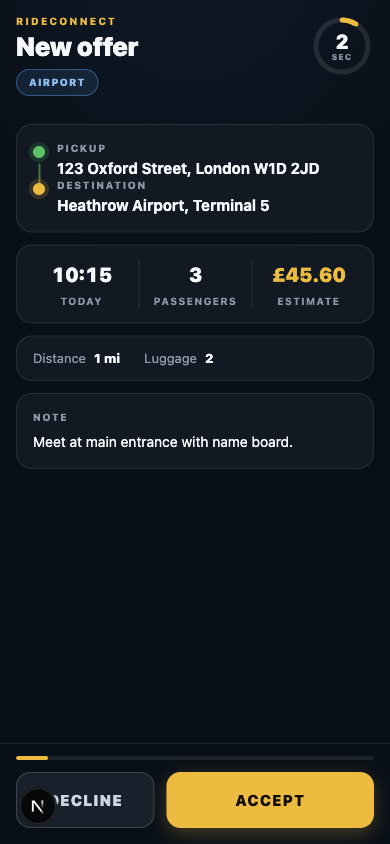 RIDECONNECT
New offer
AIRPORT
2
SEC
PICKUP
123 Oxford Street, London W1D 2JD
DESTINATION
Heathrow Airport, Terminal 5
10:15
TODAY
3
PASSENGERS
£45.60
ESTIMATE
Distance 1 mi Luggage 2
NOTE
Meet at main entrance with name board.
N
DECLINE
ACCEPT